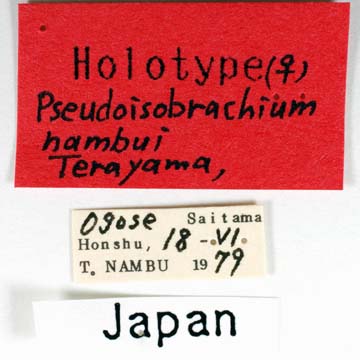 Holotype(♀)
Pseudoisobrachium
nambui
Terayama,
Ogose Saitama
Honshu, 18-VI.
T. NAMBU 1979
Japan